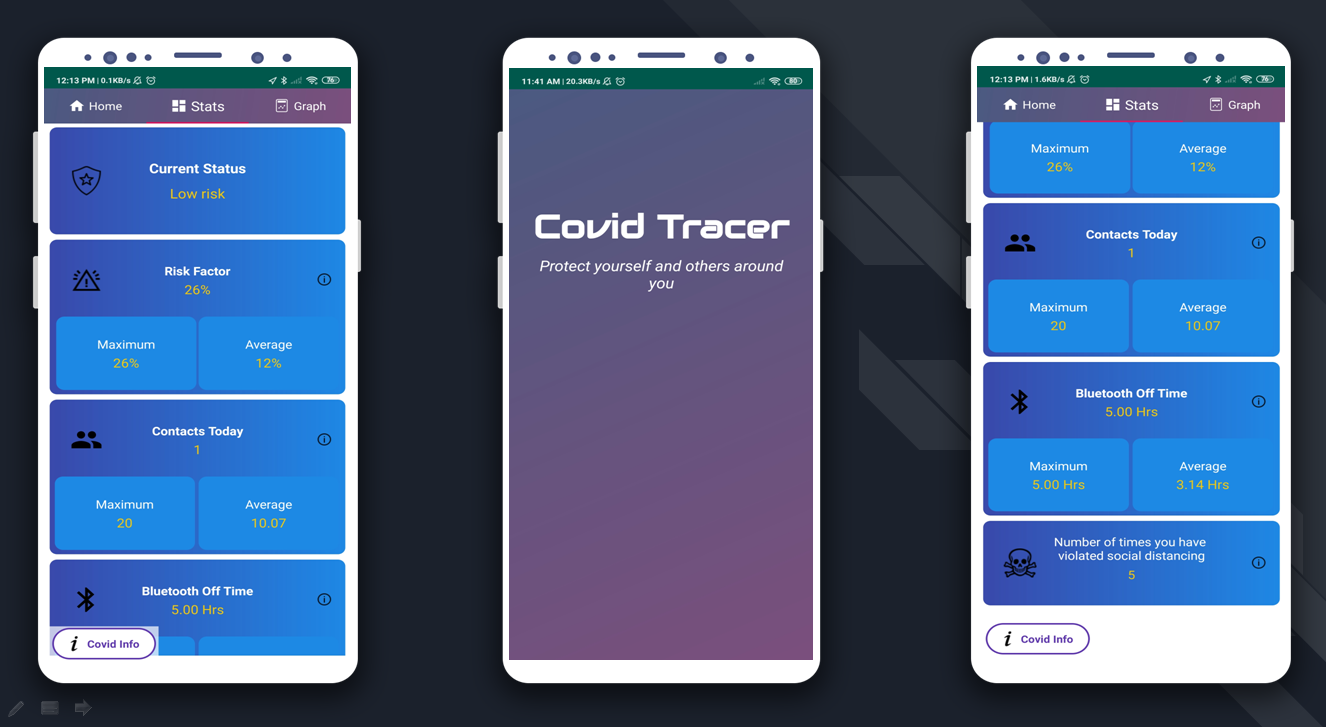 12:13 PM | 0.1KB/s
76
Home
Stats
Graph
Current Status
Low risk
Risk Factor
26%
Maximum
Average
26%
12%
Contacts Today
1
Maximum
Average
20
10.07
Bluetooth Off Time
5.00 Hrs
i Covid Info
11:41 AM | 20.3KB/s
80
Covid Tracer
Protect yourself and others around
you
12:13 PM | 1.6KB/s
76
Home
Stats
Graph
Maximum
Average
26%
12%
Contacts Today
1
Maximum
Average
20
10.07
Bluetooth Off Time
5.00 Hrs
Maximum
Average
5.00 Hrs
3.14 Hrs
Number of times you have
violated social distancing
5
i Covid Info